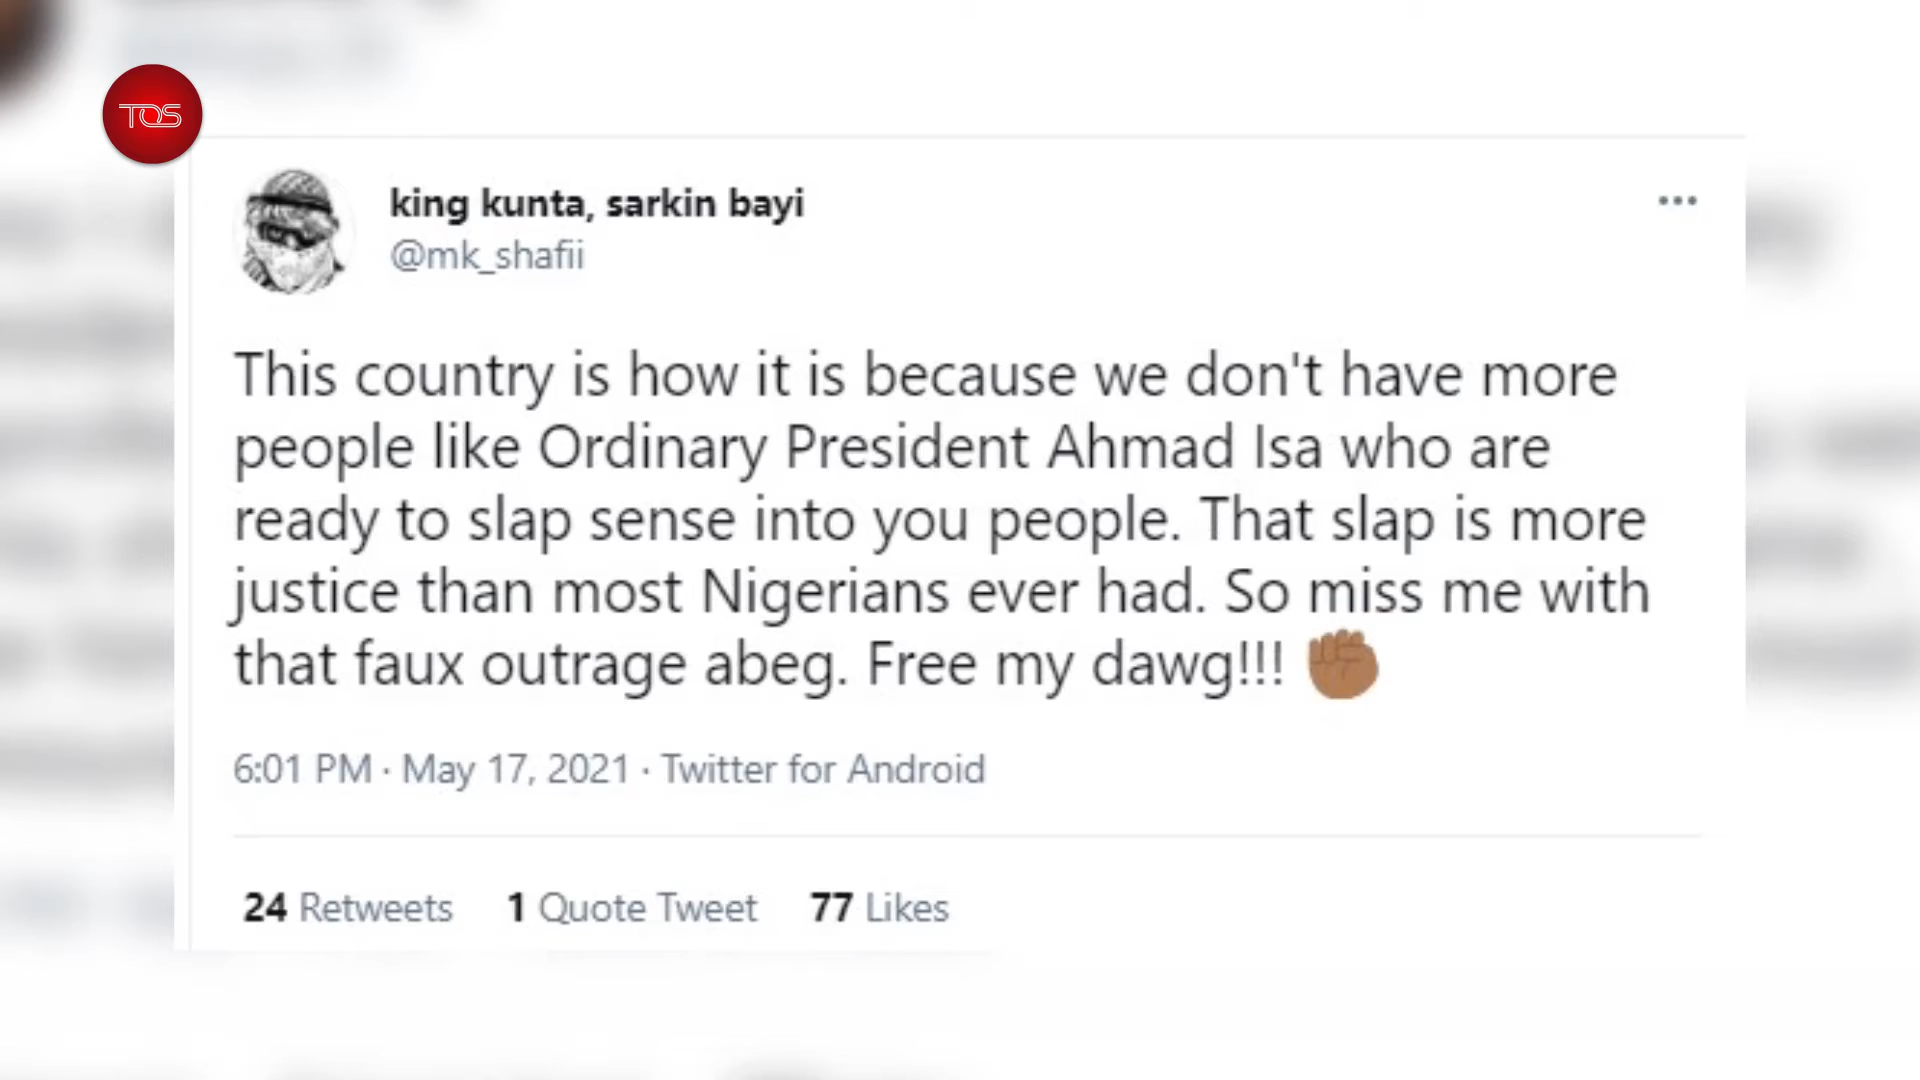 TOS
king kunta, sarkin bayi
@mk_shafii
This country is how it is because we don't have more
people like Ordinary President Ahmad Isa who are
ready to slap sense into you people. That slap is more
justice than most Nigerians ever had. So miss me with
that faux outrage abeg. Free my dawg!!! ✊🏾
6:01 PM · May 17, 2021 · Twitter for Android
24 Retweets 1 Quote Tweet 77 Likes